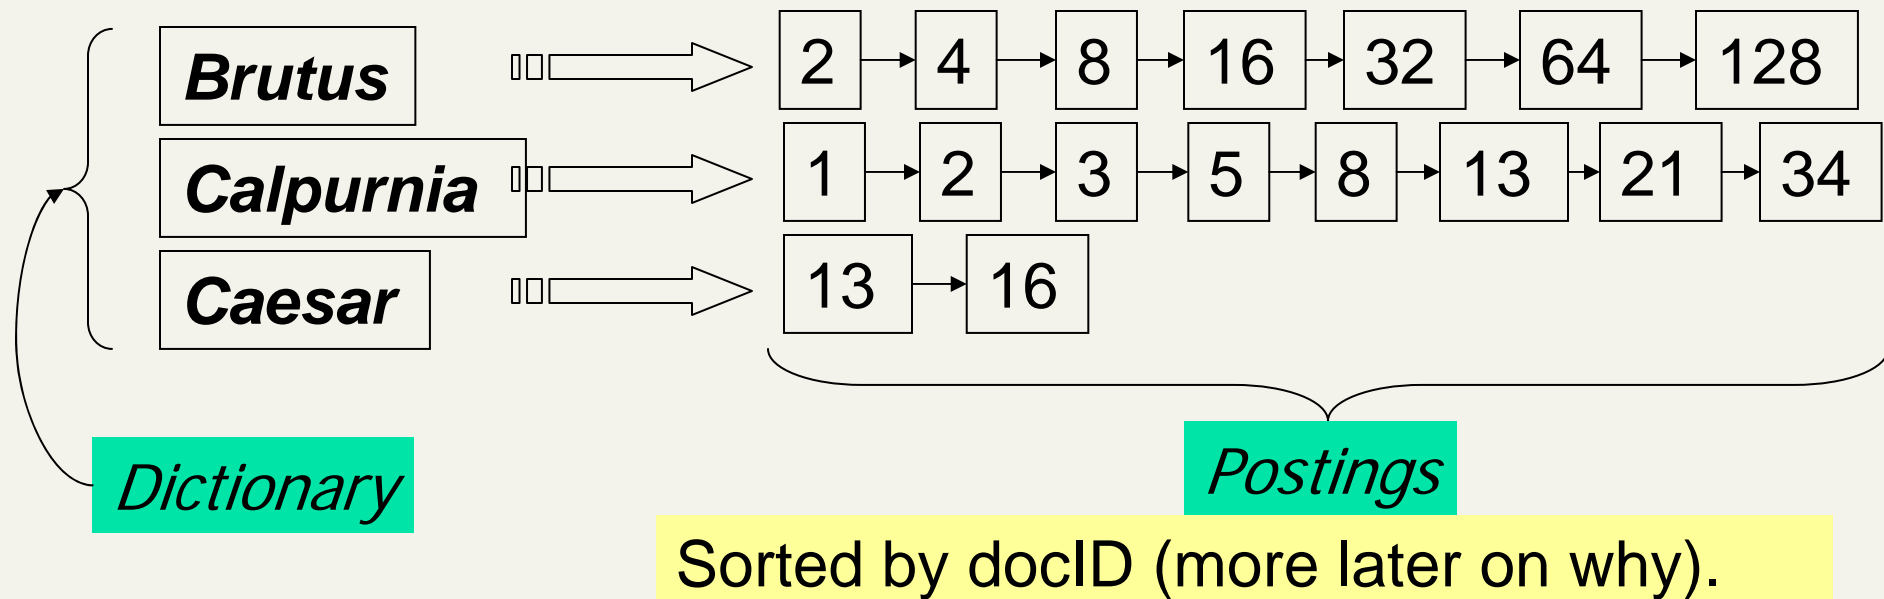 Brutus 2 4 8 16 32 64 128
Calpurnia 1 2 3 5 8 13 21 34
Caesar 13 16
Dictionary
Postings
Sorted by docID (more later on why).